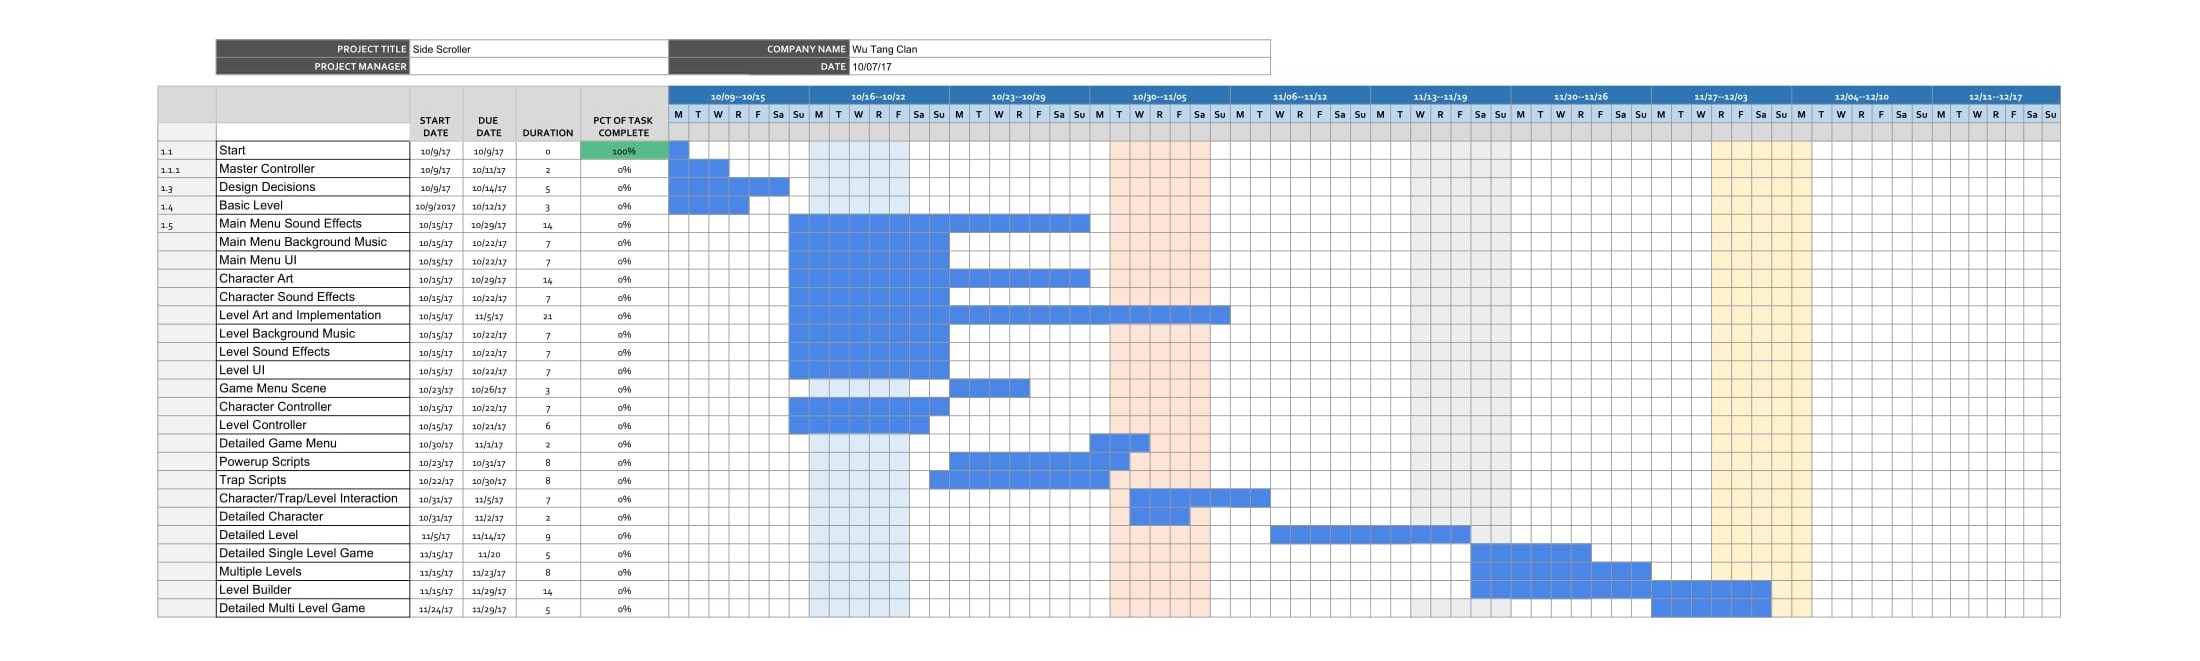 PROJECT TITLE Side Scroller COMPANY NAME Wu Tang Clan
PROJECT MANAGER DATE 10/07/17
10/09--10/15 10/16--10/22 10/23--10/29 10/30--11/05 11/06--11/12 11/13--11/19 11/20--11/26 11/27--12/03 12/04--12/10 12/11--12/17
START DATE DUE DATE DURATION PCT OF TASK COMPLETE M T W R F Sa Su M T W R F Sa Su M T W R F Sa Su M T W R F Sa Su M T W R F Sa Su M T W R F Sa Su M T W R F Sa Su M T W R F Sa Su M T W R F Sa Su M T W R F Sa Su
1.1 Start 10/9/17 10/9/17 0 100%
1.1.1 Master Controller 10/9/17 10/11/17 2 0%
1.3 Design Decisions 10/9/17 10/14/17 5 0%
1.4 Basic Level 10/9/2017 10/12/17 3 0%
1.5 Main Menu Sound Effects 10/15/17 10/29/17 14 0%
Main Menu Background Music 10/15/17 10/22/17 7 0%
Main Menu UI 10/15/17 10/22/17 7 0%
Character Art 10/15/17 10/29/17 14 0%
Character Sound Effects 10/15/17 10/22/17 7 0%
Level Art and Implementation 10/15/17 11/5/17 21 0%
Level Background Music 10/15/17 10/22/17 7 0%
Level Sound Effects 10/15/17 10/22/17 7 0%
Level UI 10/15/17 10/22/17 7 0%
Game Menu Scene 10/23/17 10/26/17 3 0%
Character Controller 10/15/17 10/22/17 7 0%
Level Controller 10/15/17 10/21/17 6 0%
Detailed Game Menu 10/30/17 11/1/17 2 0%
Powerup Scripts 10/23/17 10/31/17 8 0%
Trap Scripts 10/22/17 10/30/17 8 0%
Character/Trap/Level Interaction 10/31/17 11/5/17 7 0%
Detailed Character 10/31/17 11/2/17 2 0%
Detailed Level 11/5/17 11/14/17 9 0%
Detailed Single Level Game 11/15/17 11/20 5 0%
Multiple Levels 11/15/17 11/23/17 8 0%
Level Builder 11/15/17 11/29/17 14 0%
Detailed Multi Level Game 11/24/17 11/29/17 5 0%